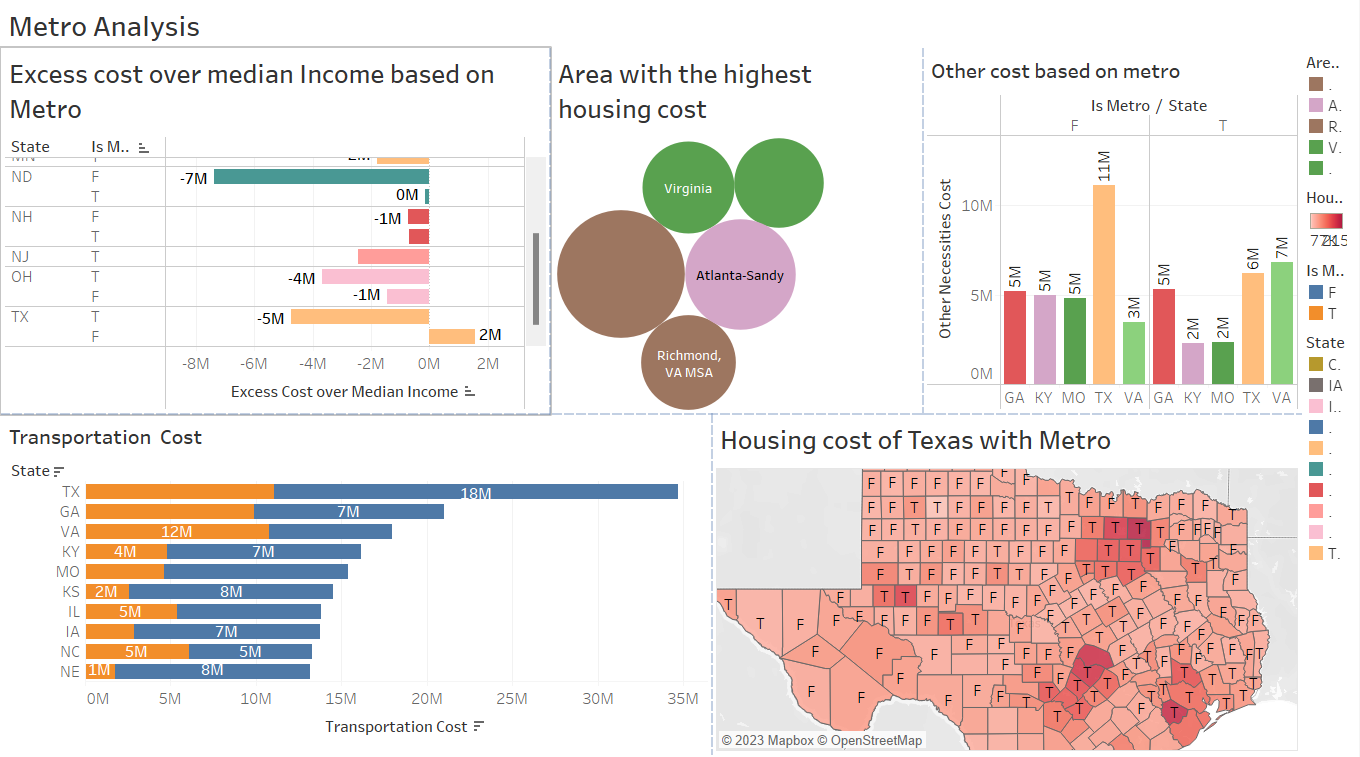 Metro Analysis
Excess cost over median Income based on
Metro
State Is M..
ND F -7M
T 0M
NH F -1M
T
NJ T
OH T -4M
F -1M
TX T -5M
F 2M
-8M -6M -4M -2M 0M 2M
Excess Cost over Median Income
Area with the highest
housing cost
Virginia
Atlanta-Sandy
Richmond,
VA MSA
Other cost based on metro
Is Metro / State
F T
Other Necessities Cost
10M
5M
0M
5M 5M 5M 11M 3M 5M 2M 2M 6M 7M
GA KY MO TX VA GA KY MO TX VA
Are..
.
A.
R.
V.
.
Hou..
Is M..
F
T
State
C.
IA
I..
.
.
.
.
.
.
T.
Transportation Cost
State
TX 18M
GA 7M
VA 12M
KY 4M 7M
MO
KS 2M 8M
IL 5M
IA 7M
NC 5M 5M
NE 1M 8M
0M 5M 10M 15M 20M 25M 30M 35M
Transportation Cost
Housing cost of Texas with Metro
© 2023 Mapbox © OpenStreetMap